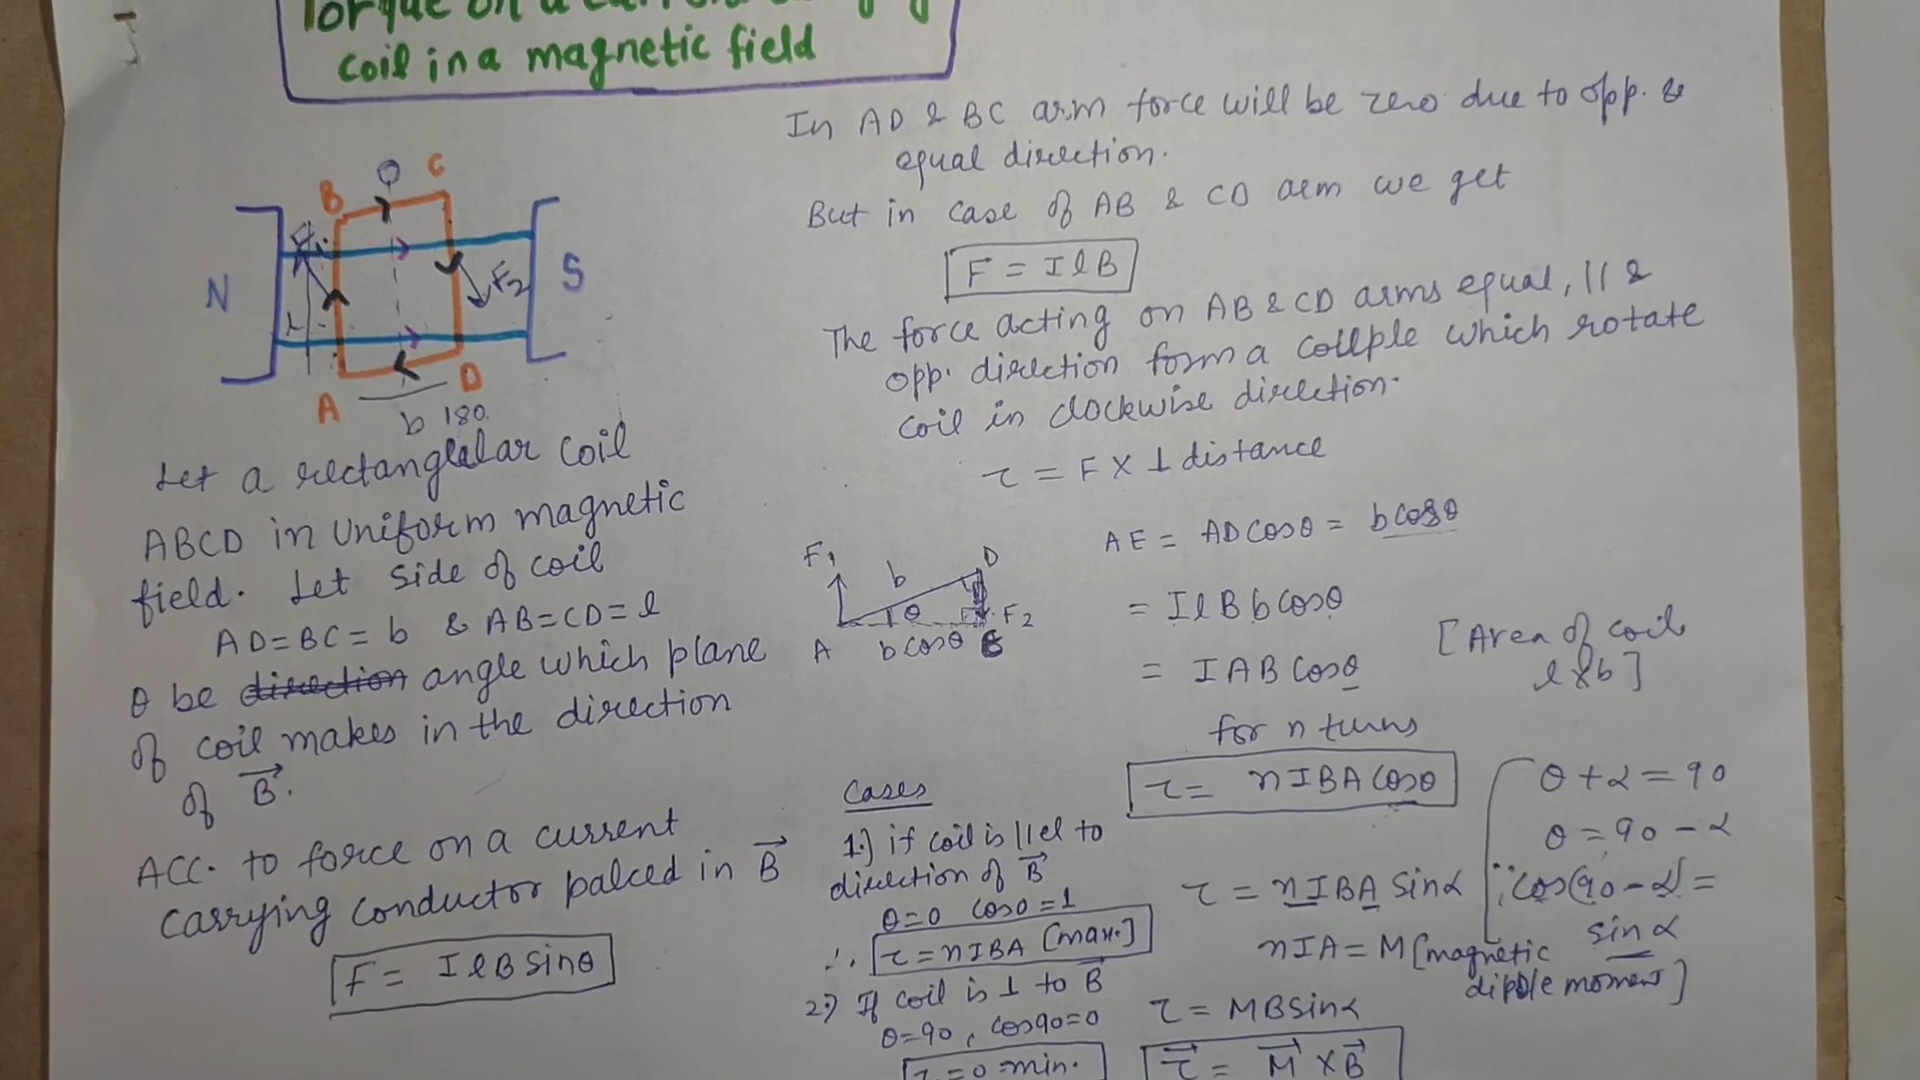 Torque on a
coil in a magnetic field
In AD & BC arm force will be zero due to opp. &
equal direction.
But in case of AB & CD arm we get
F = IlB
The force acting on AB & CD arms equal, || &
opp. direction form a couple which rotate
coil in clockwise direction.
τ = F × ⊥ distance
B
C
N
S
F₂
A
D
b 180
Let a rectanglular coil
ABCD in uniform magnetic
field. Let side of coil
AD=BC=b & AB=CD=l
θ be direction angle which plane
of coil makes in the direction
of B⃗.
Acc. to force on a current
carrying conductor palced in B⃗
F = IlB sinθ
F₁
b
D
θ
F₂
A
b cosθ
E
AE = AD cosθ = b cosθ
= IlB b cosθ
= IAB cosθ
[Area of coil
l×b]
for n turns
τ = nIBA cosθ
θ+α = 90
θ = 90-α
∵ cos(90-α) =
sin α
τ = nIBA sinα
nIA = M [magnetic
dipole moment]
τ = MB sinα
τ⃗ = M⃗ × B⃗
Cases
1.) if coil is ||el to
direction of B⃗
θ=0 cos0=1
∴ τ = nIBA [max.]
2.) If coil is ⊥ to B⃗
θ=90, cos90=0
τ=0 =min.